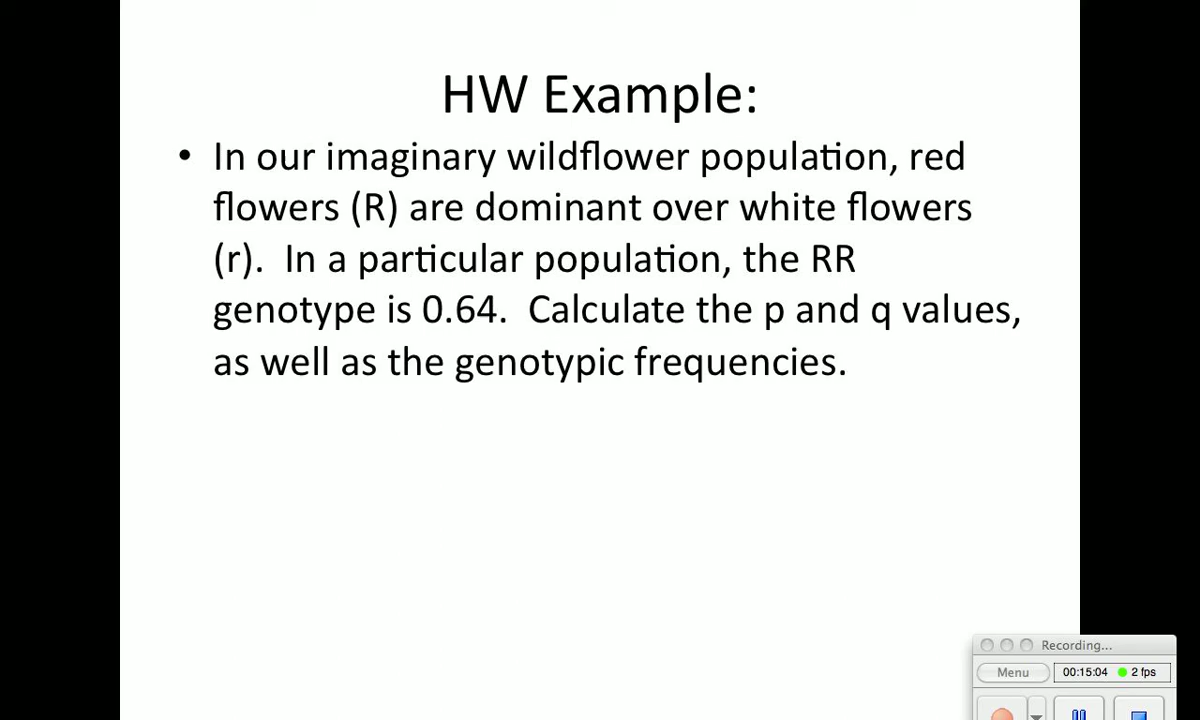 HW Example:
• In our imaginary wildflower population, red
flowers (R) are dominant over white flowers
(r).  In a particular population, the RR
genotype is 0.64.  Calculate the p and q values,
as well as the genotypic frequencies.
Recording...
Menu 00:15:04 2 fps